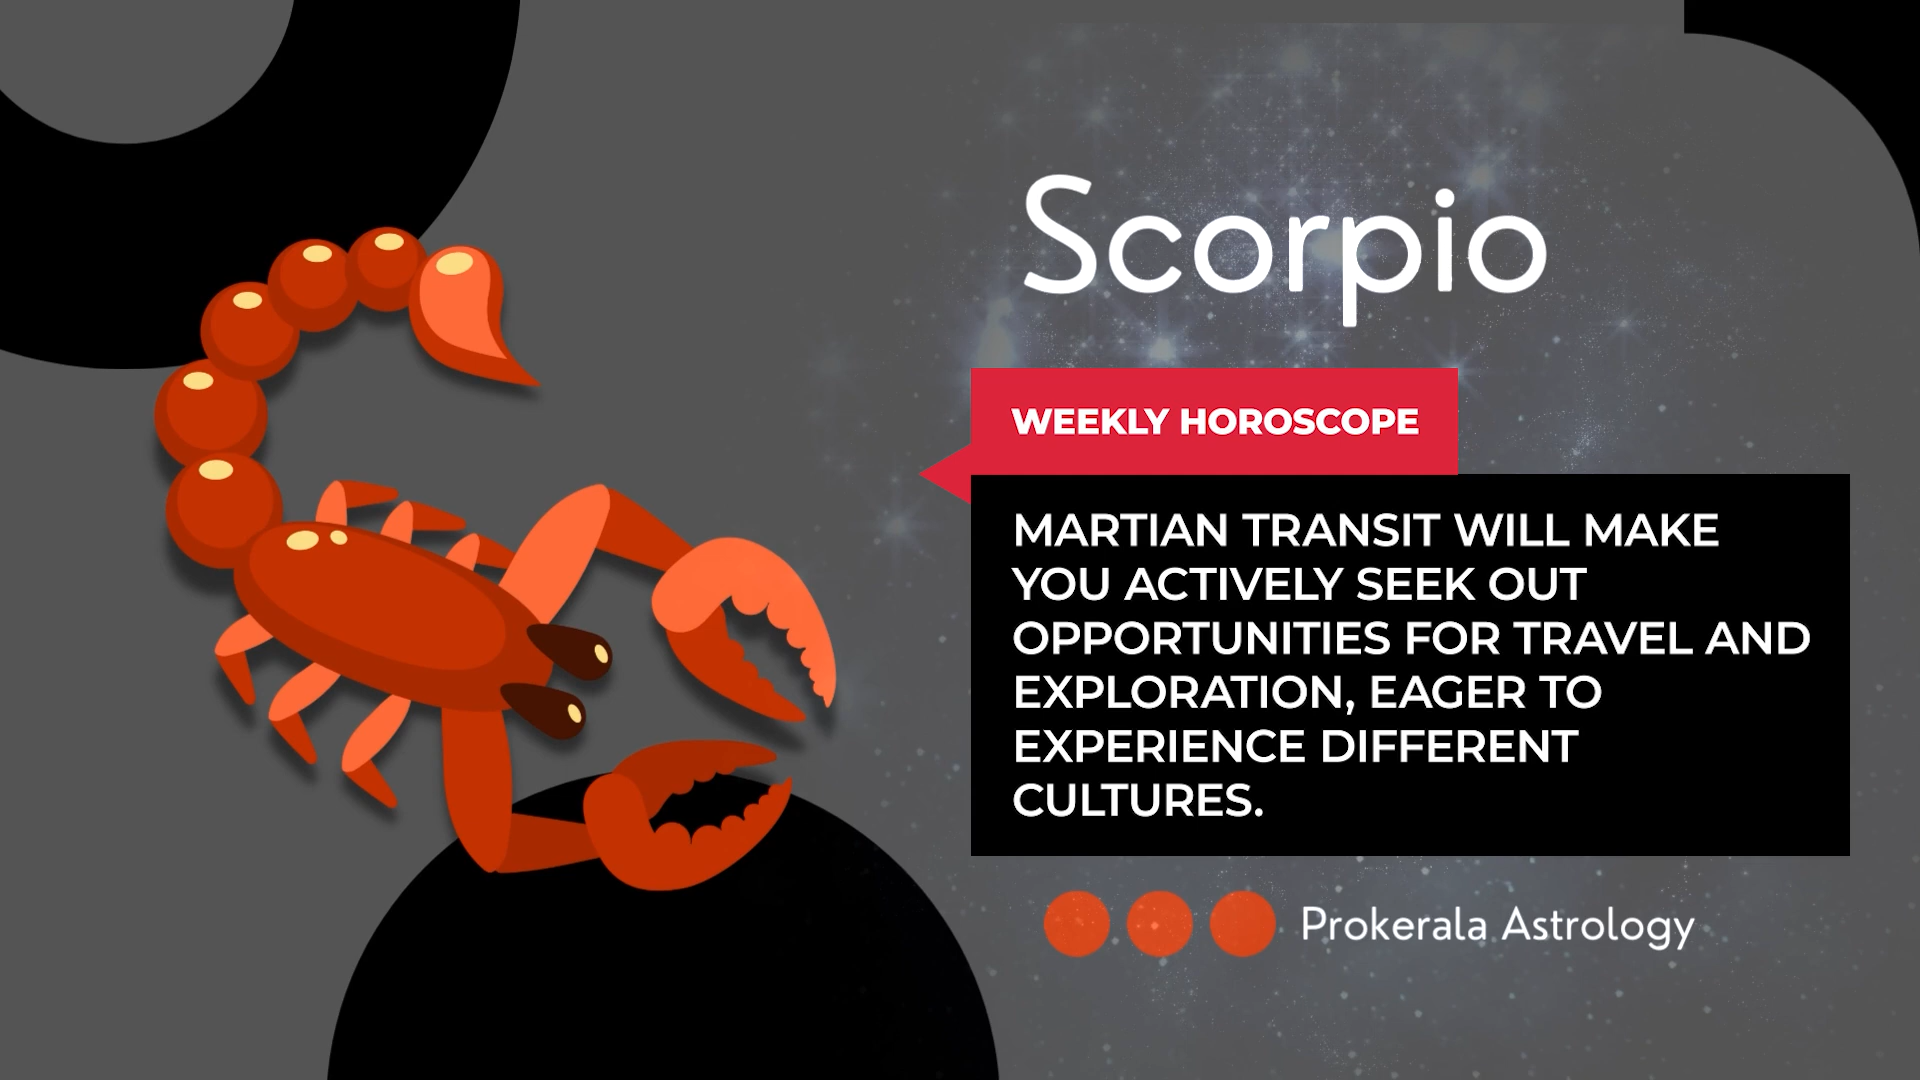 Scorpio
WEEKLY HOROSCOPE
MARTIAN TRANSIT WILL MAKE
YOU ACTIVELY SEEK OUT
OPPORTUNITIES FOR TRAVEL AND
EXPLORATION, EAGER TO
EXPERIENCE DIFFERENT
CULTURES.
Prokerala Astrology